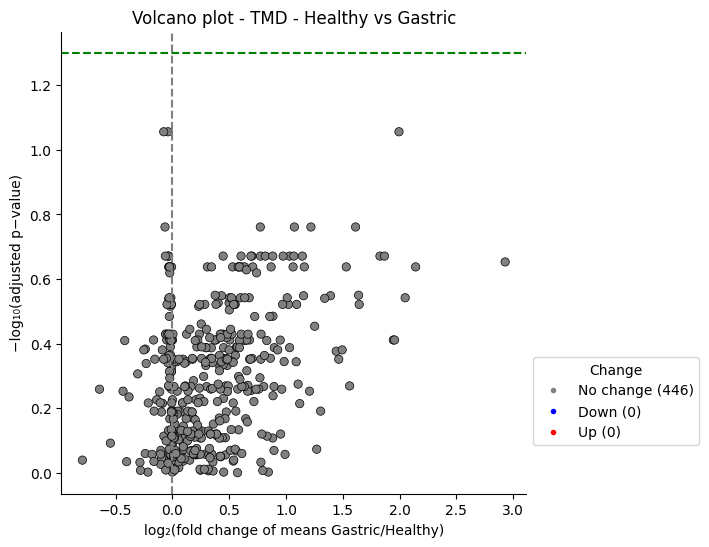 Volcano plot - TMD - Healthy vs Gastric
−log₁₀(adjusted p−value)
1.2
1.0
0.8
0.6
0.4
0.2
0.0
−0.5
0.0
0.5
1.0
1.5
2.0
2.5
3.0
log₂(fold change of means Gastric/Healthy)
Change
No change (446)
Down (0)
Up (0)